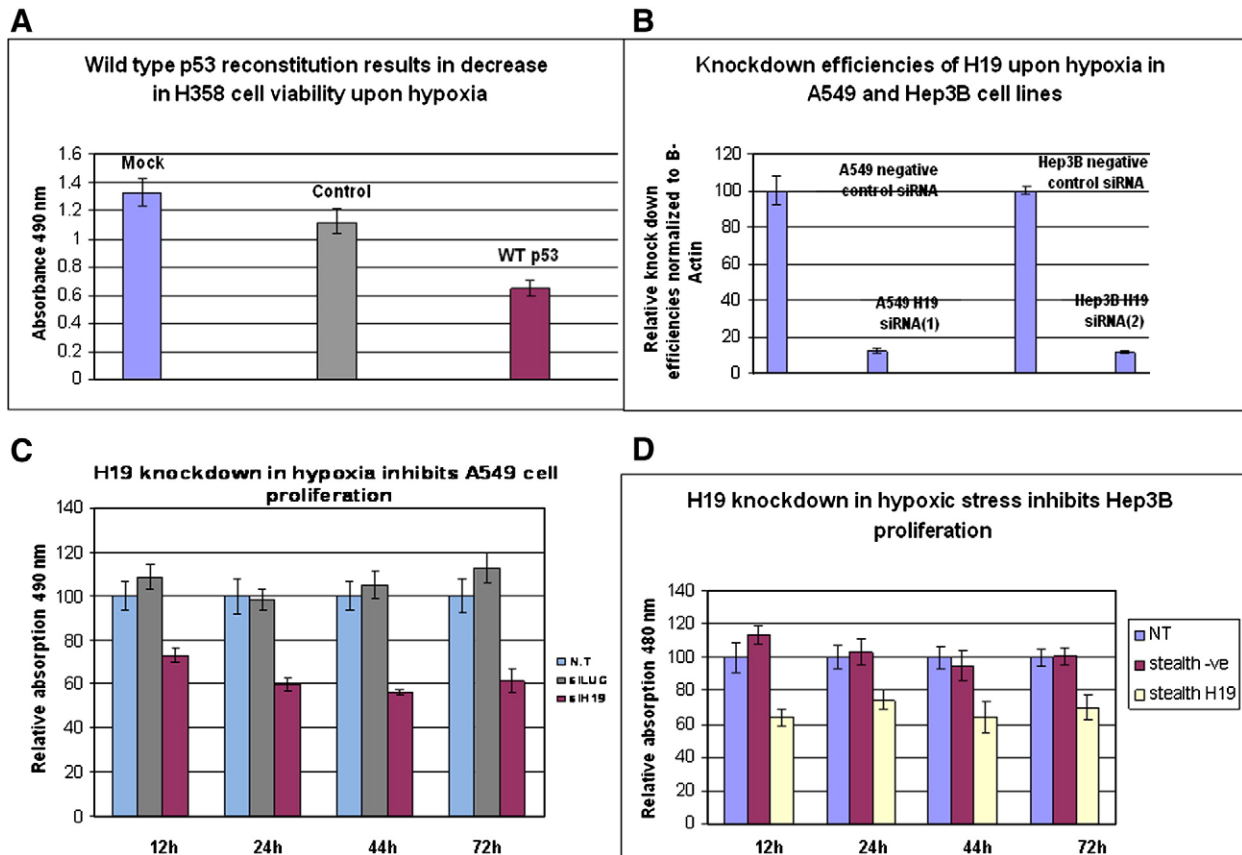 A
Wild type p53 reconstitution results in decrease
in H358 cell viability upon hypoxia
Absorbance 490 nm
1.6
1.4
1.2
1
0.8
0.6
0.4
0.2
0
Mock
Control
WT p53
B
Knockdown efficiencies of H19 upon hypoxia in
A549 and Hep3B cell lines
Relative knock down
efficiencies normalized to B-
Actin
120
100
80
60
40
20
0
A549 negative
control siRNA
Hep3B negative
control siRNA
A549 H19
siRNA(1)
Hep3B H19
siRNA(2)
C
H19 knockdown in hypoxia inhibits A549 cell
proliferation
Relative absorption 490 nm
140
120
100
80
60
40
20
0
12h
24h
44h
72h
N.T
siLUC
siH19
D
H19 knockdown in hypoxic stress inhibits Hep3B
proliferation
Relative absorption 480 nm
140
120
100
80
60
40
20
0
12h
24h
44h
72h
NT
stealth -ve
stealth H19